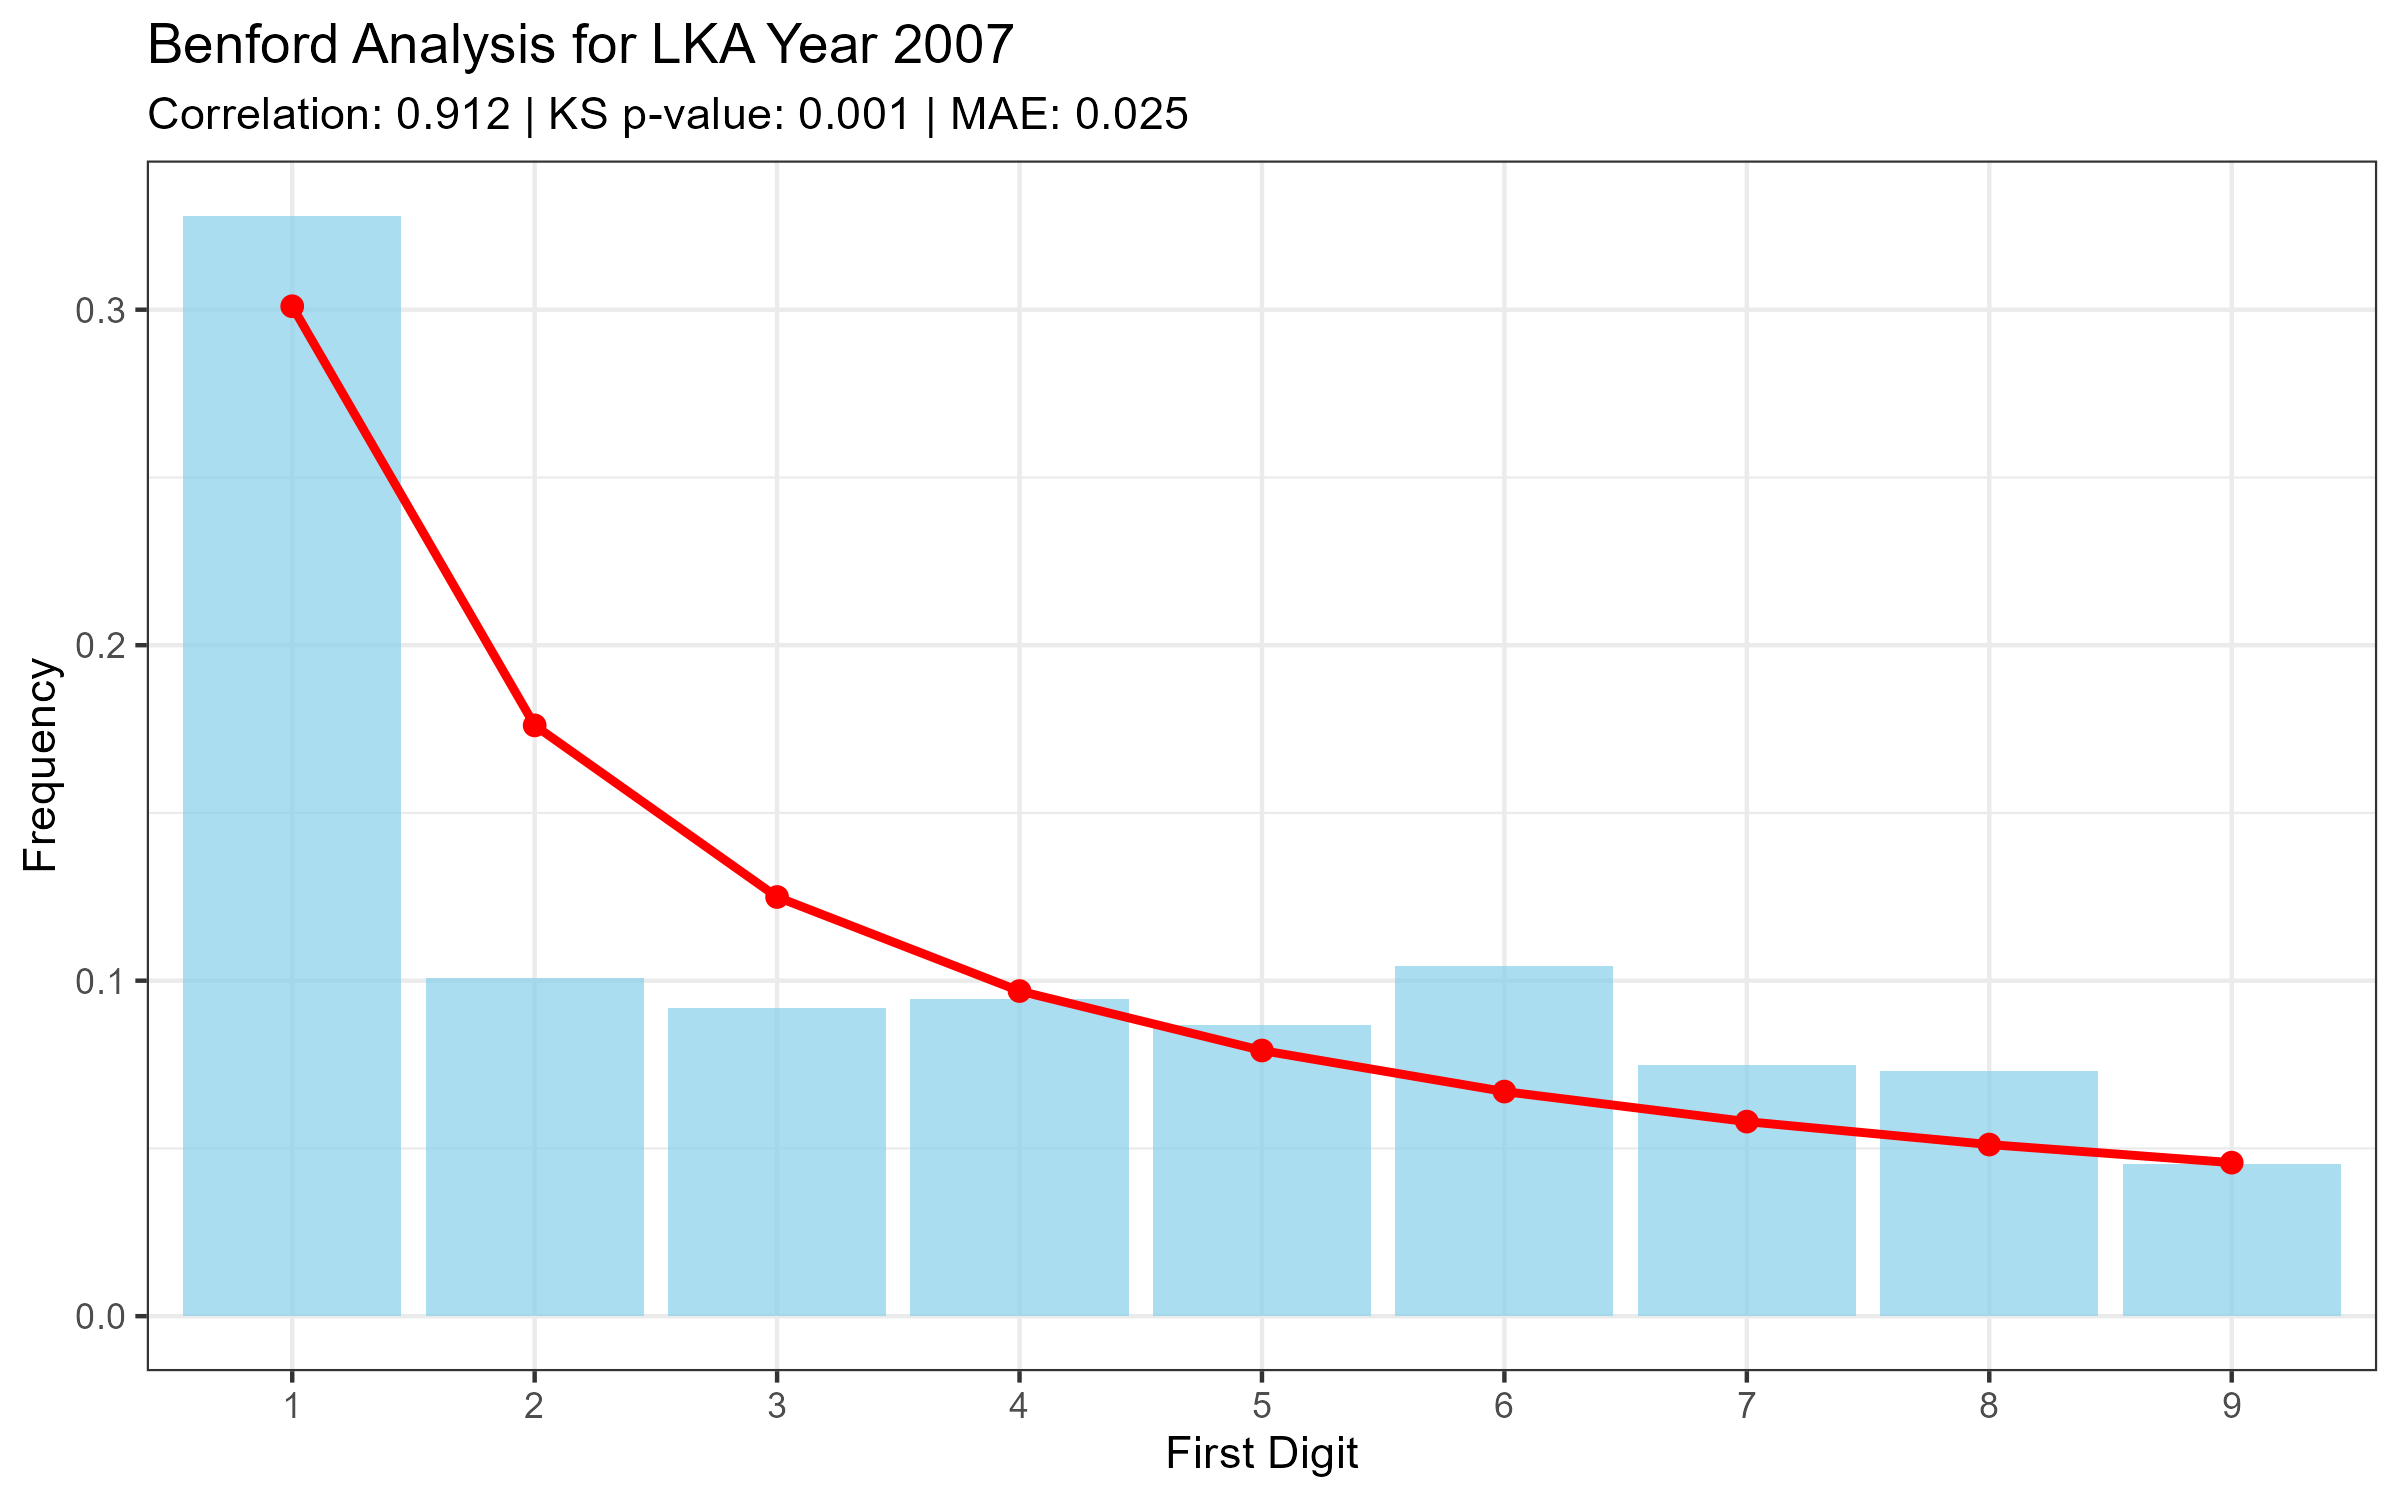 Benford Analysis for LKA Year 2007
Correlation: 0.912 | KS p-value: 0.001 | MAE: 0.025
Frequency
0.3
0.2
0.1
0.0
1 2 3 4 5 6 7 8 9
First Digit